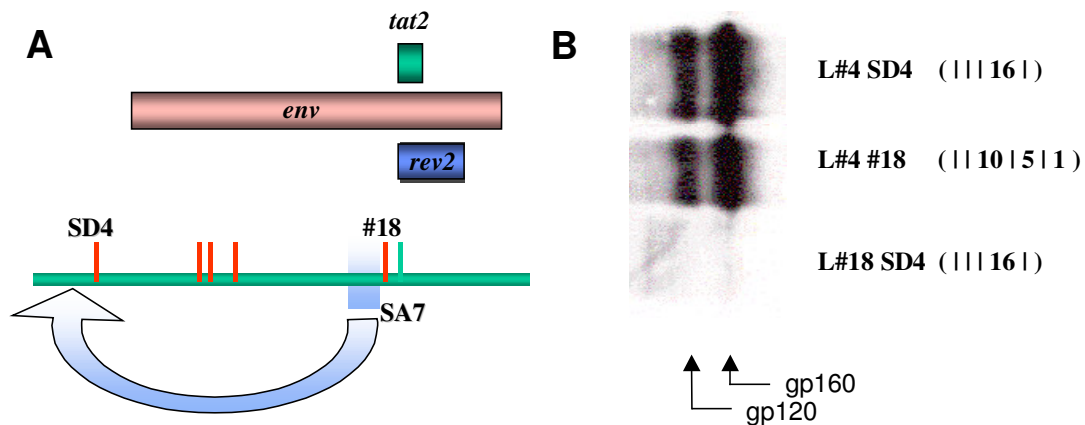 A
tat2
env
rev2
SD4
#18
SA7
B
L#4 SD4 ( | | | 16 | )
L#4 #18 ( | | 10 | 5 | 1 )
L#18 SD4 ( | | | 16 | )
gp160
gp120